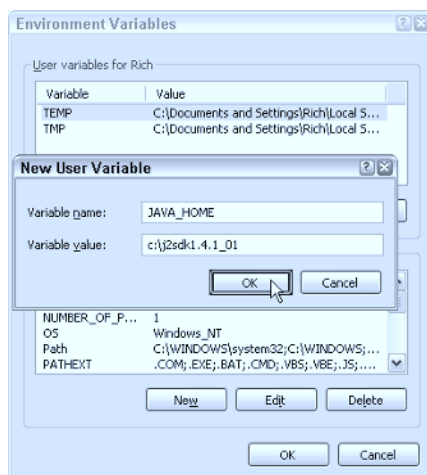 Environment Variables
User variables for Rich
Variable Value
TEMP C:\Documents and Settings\Rich\Local S...
TMP C:\Documents and Settings\Rich\Local S...
New User Variable
Variable name: JAVA_HOME
Variable value: c:\j2sdk1.4.1_01
OK Cancel
NUMBER_OF_P... 1
OS Windows_NT
Path C:\WINDOWS\system32;C:\WINDOWS;...
PATHEXT .COM;.EXE;.BAT;.CMD;.VBS;.VBE;.JS;....
New Edit Delete
OK Cancel